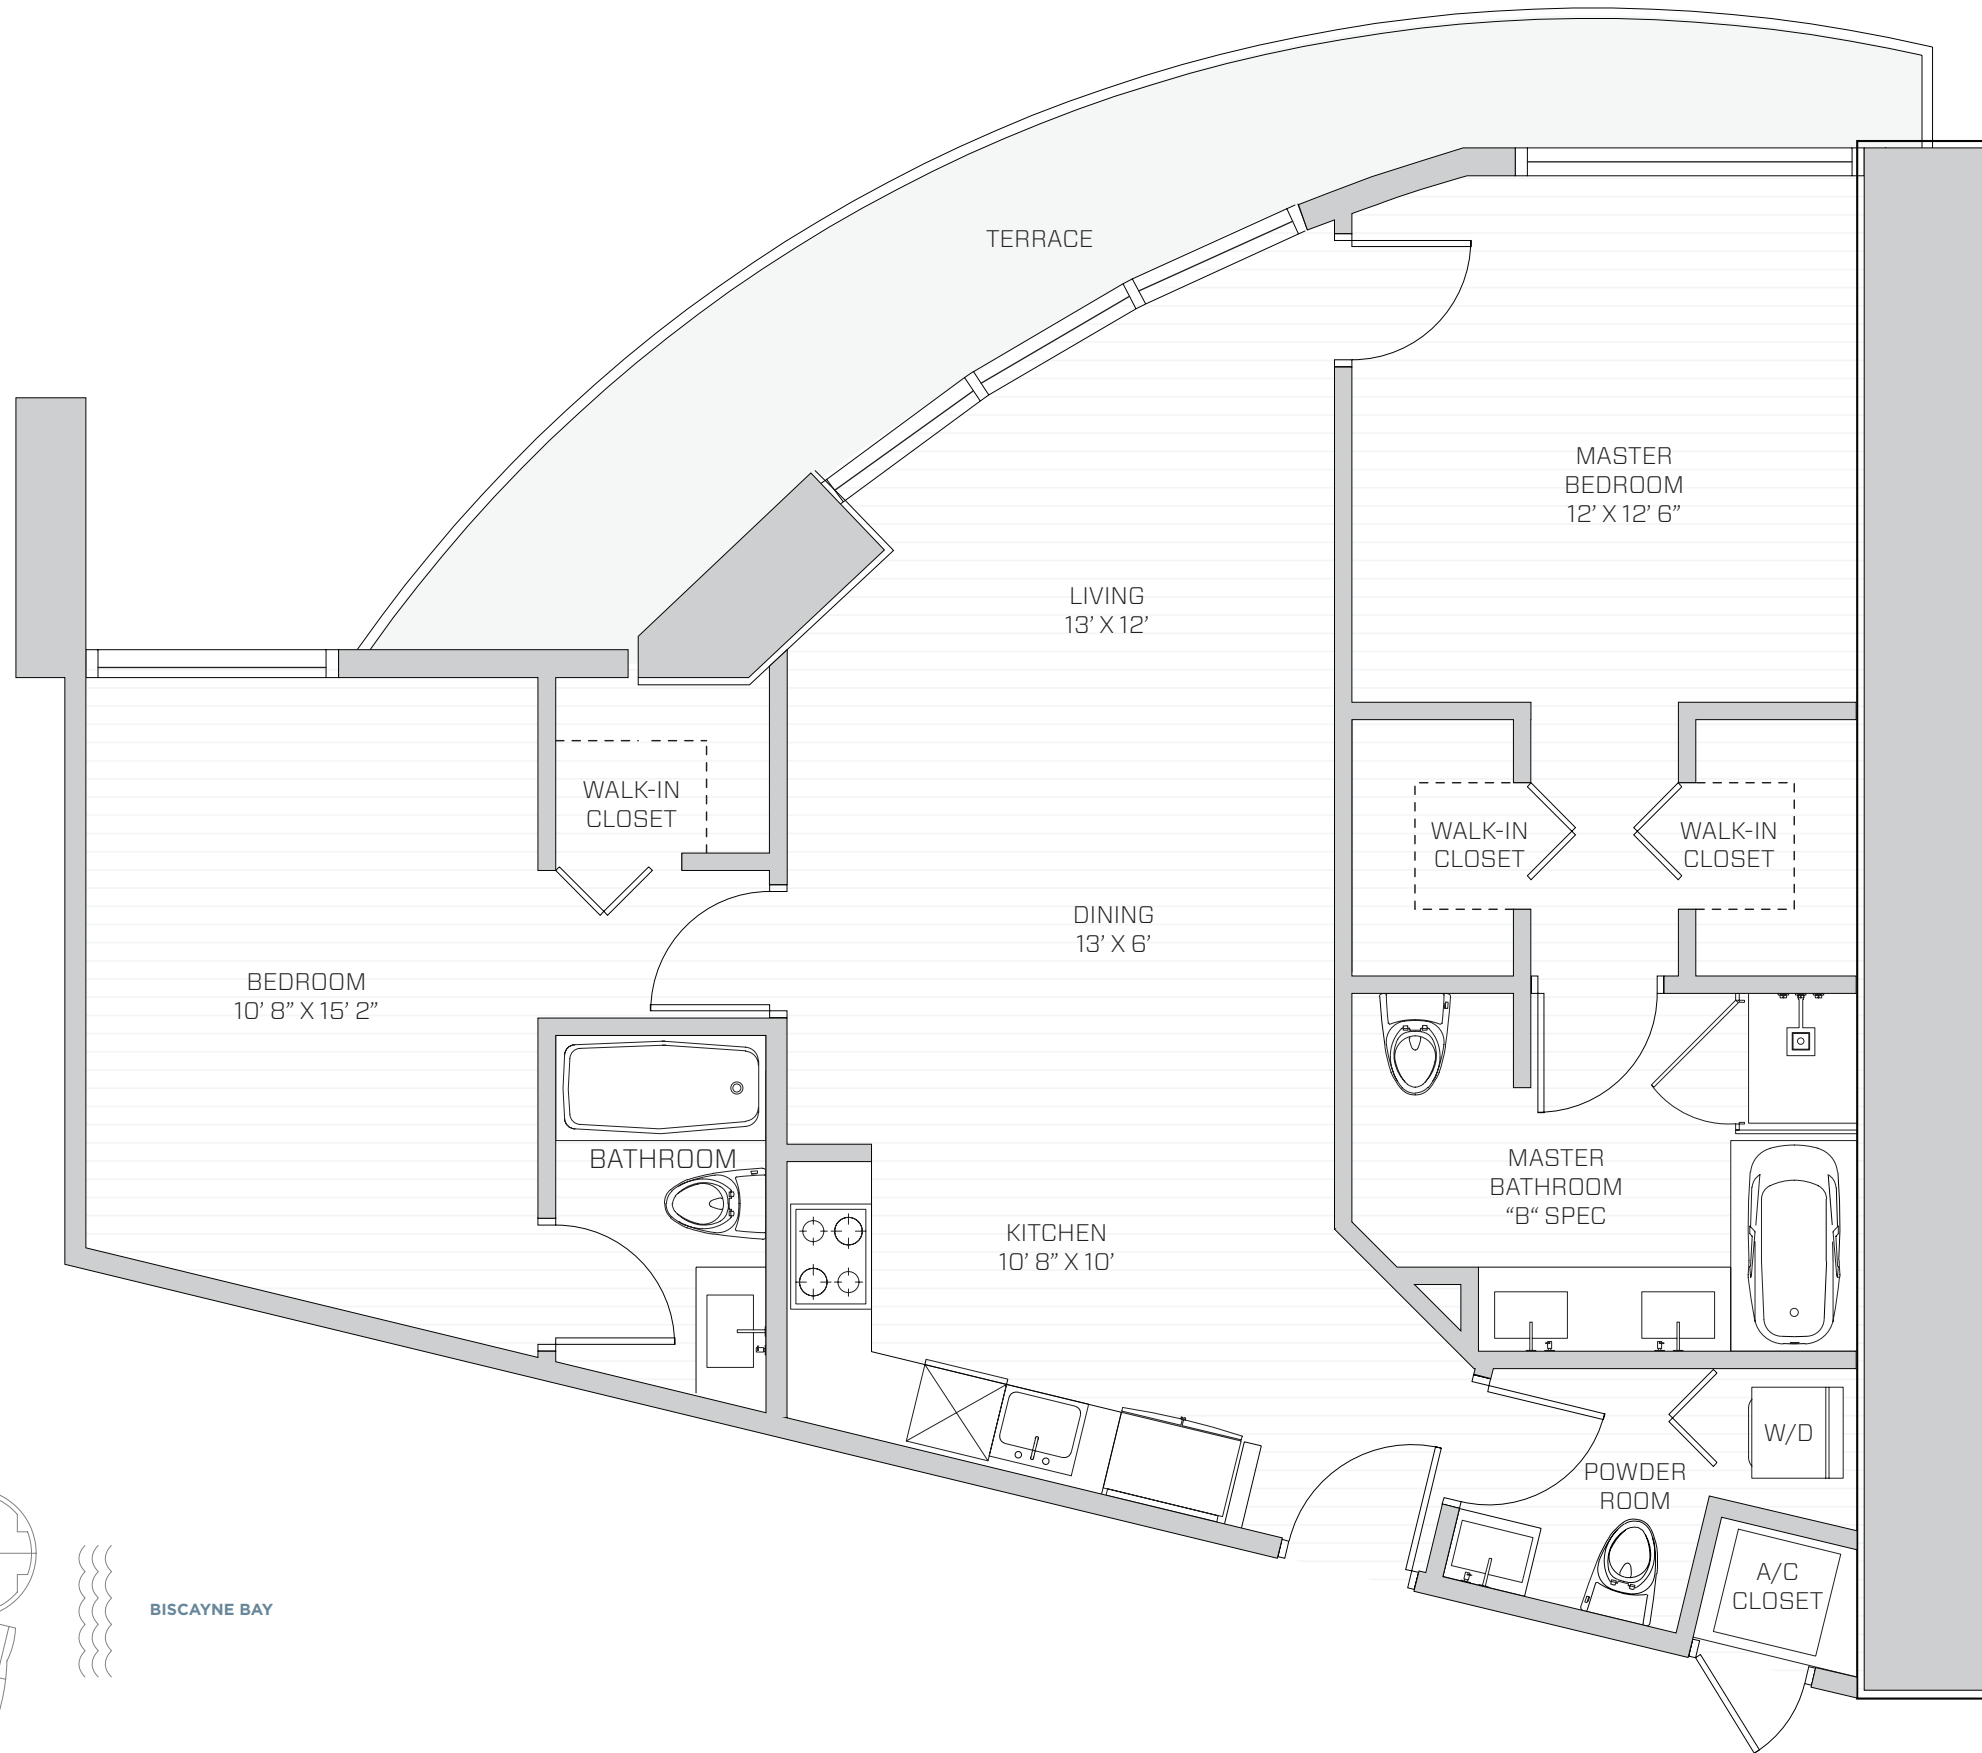 TERRACE
MASTER
BEDROOM
12’ X 12’ 6”
LIVING
13’ X 12’
WALK-IN
CLOSET
WALK-IN
CLOSET
WALK-IN
CLOSET
DINING
13’ X 6’
BEDROOM
10’ 8” X 15’ 2”
BATHROOM
MASTER
BATHROOM
“B“ SPEC
KITCHEN
10’ 8” X 10’
W/D
POWDER
ROOM
A/C
CLOSET
BISCAYNE BAY